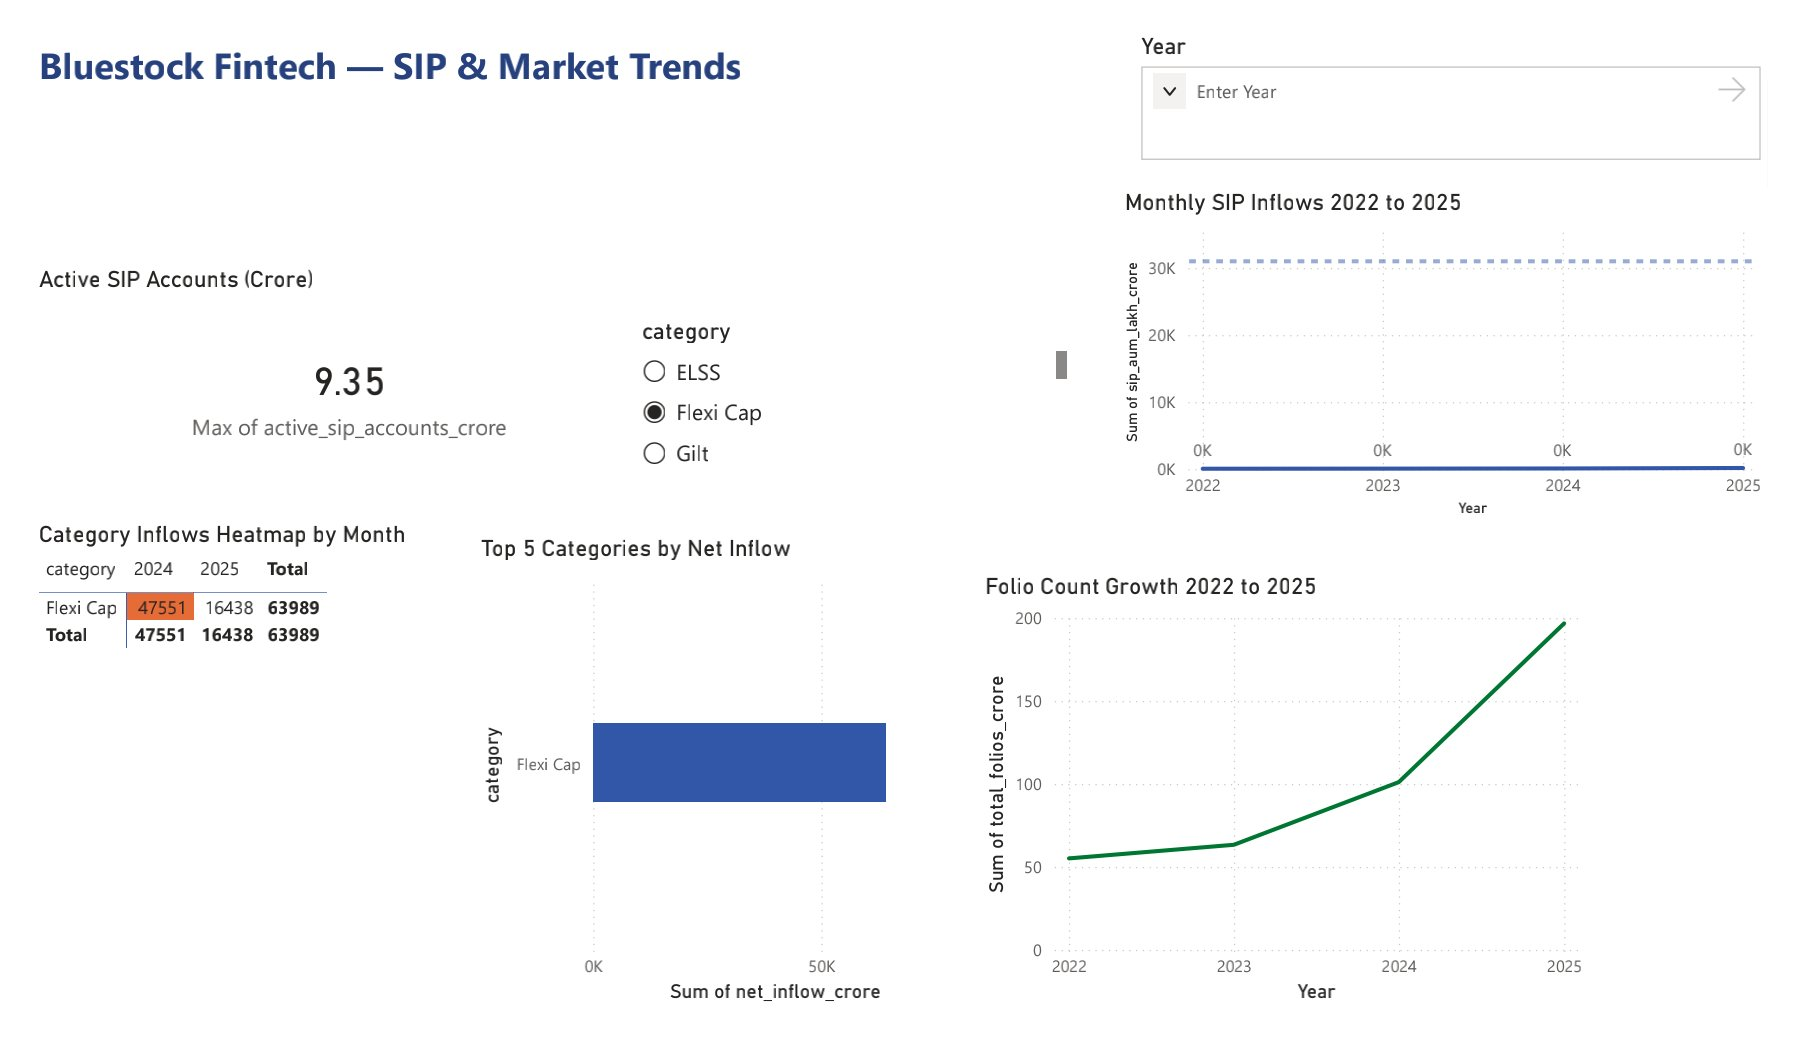 Bluestock Fintech — SIP & Market Trends
Year
Enter Year
Monthly SIP Inflows 2022 to 2025
Sum of sip_aum_lakh_crore
30K
20K
10K
0K
0K 0K 0K 0K
2022 2023 2024 2025
Year
Active SIP Accounts (Crore)
9.35
Max of active_sip_accounts_crore
category
ELSS
Flexi Cap
Gilt
Category Inflows Heatmap by Month
category 2024 2025 Total
Flexi Cap 47551 16438 63989
Total 47551 16438 63989
Top 5 Categories by Net Inflow
category
Flexi Cap
0K 50K
Sum of net_inflow_crore
Folio Count Growth 2022 to 2025
Sum of total_folios_crore
200
150
100
50
0
2022 2023 2024 2025
Year